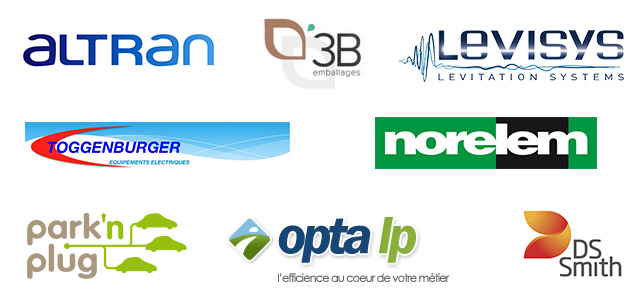 ALTRAN
3B
emballages
LEVISYS
LEVITATION SYSTEMS
TOGGENBURGER
EQUIPEMENTS ELECTRIQUES
norelem
park'n
plug
opta lp
l'efficience au coeur de votre métier
DS
Smith